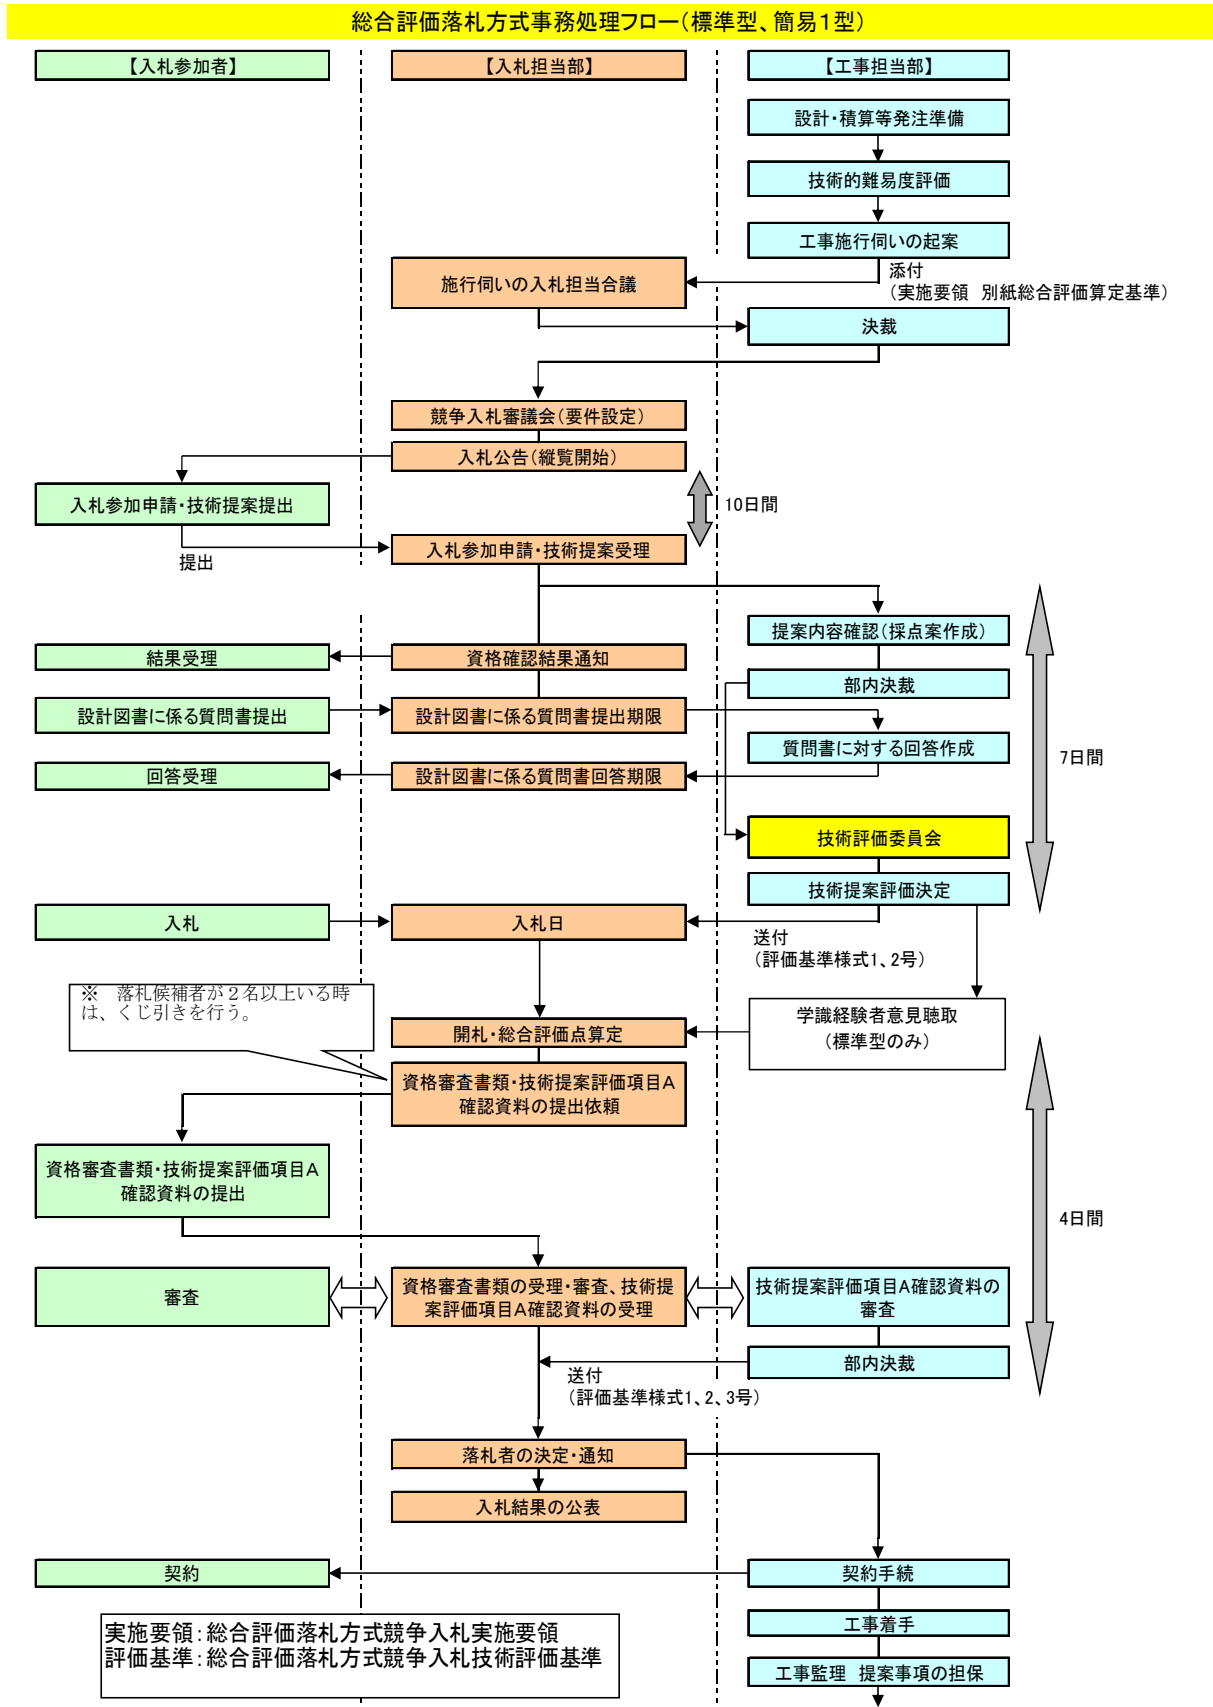 総合評価落札方式事務処理フロー(標準型、簡易1型)
【入札参加者】
【入札担当部】
【工事担当部】
設計・積算等発注準備
技術的難易度評価
工事施行伺いの起案
添付
(実施要領 別紙総合評価算定基準)
施行伺いの入札担当合議
決裁
競争入札審議会(要件設定)
入札公告(縦覧開始)
入札参加申請・技術提案提出
10日間
提出
入札参加申請・技術提案受理
提案内容確認(採点案作成)
結果受理
資格確認結果通知
部内決裁
設計図書に係る質問書提出
設計図書に係る質問書提出期限
質問書に対する回答作成
7日間
回答受理
設計図書に係る質問書回答期限
技術評価委員会
技術提案評価決定
入札
入札日
送付
(評価基準様式1、2号)
※ 落札候補者が2名以上いる時
は、くじ引きを行う。
学識経験者意見聴取
(標準型のみ)
開札・総合評価点算定
資格審査書類・技術提案評価項目A
確認資料の提出依頼
資格審査書類・技術提案評価項目A
確認資料の提出
4日間
審査
資格審査書類の受理・審査、技術提
案評価項目A確認資料の受理
技術提案評価項目A確認資料の
審査
部内決裁
送付
(評価基準様式1、2、3号)
落札者の決定・通知
入札結果の公表
契約
契約手続
工事着手
実施要領:総合評価落札方式競争入札実施要領
評価基準:総合評価落札方式競争入札技術評価基準
工事監理 提案事項の担保